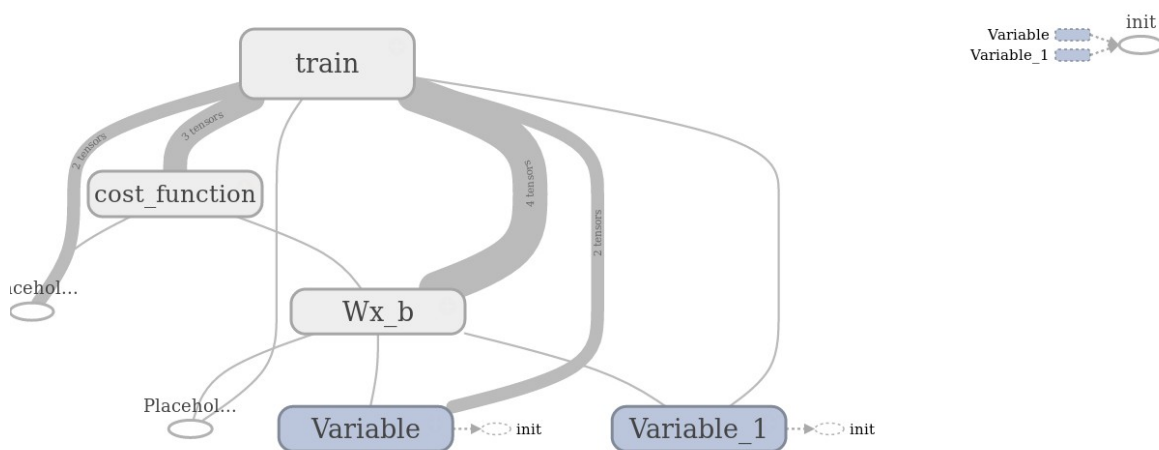 init
Variable
Variable_1
train
3 tensors
2 tensors
cost_function
4 tensors
2 tensors
acehol...
Wx_b
Placehol...
Variable
init
Variable_1
init